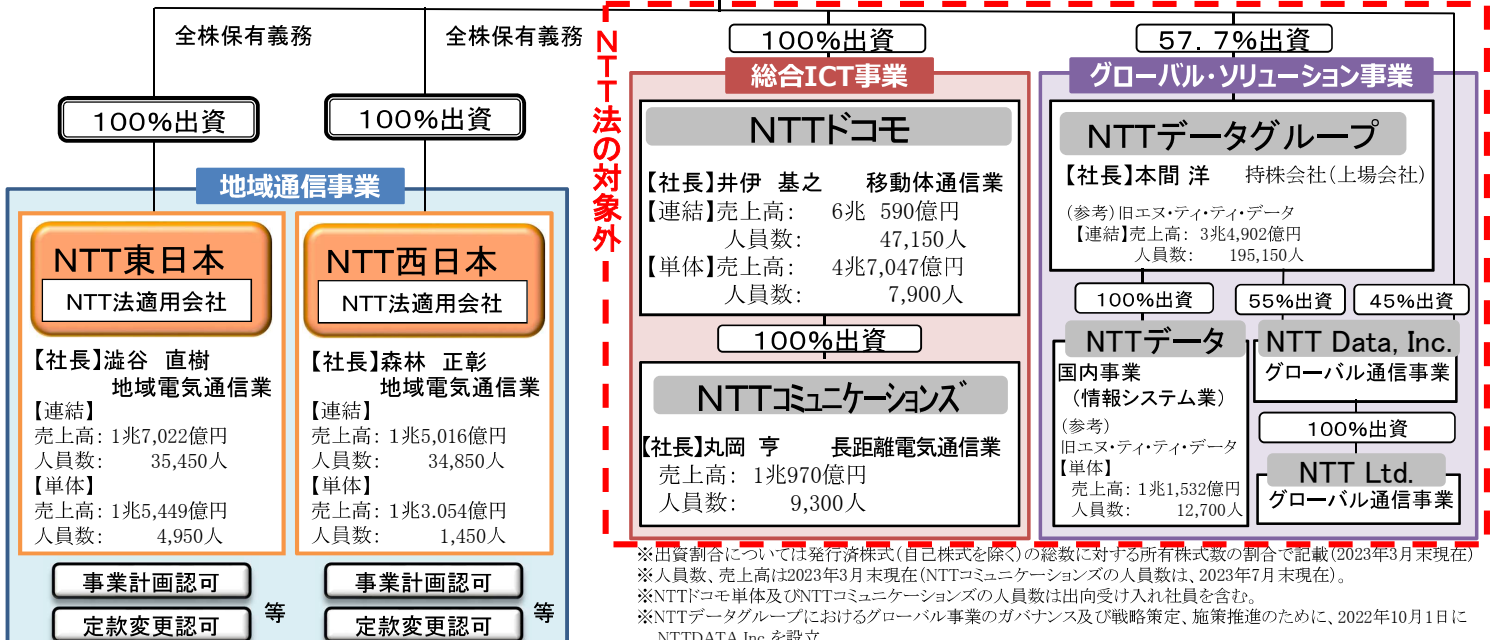 全株保有義務
全株保有義務
100%出資
100%出資
地域通信事業
NTT東日本
NTT法適用会社
【社長】澁谷 直樹
地域電気通信業
【連結】
売上高: 1兆7,022億円
人員数: 35,450人
【単体】
売上高: 1兆5,449億円
人員数: 4,950人
事業計画認可
定款変更認可
等
NTT西日本
NTT法適用会社
【社長】森林 正彰
地域電気通信業
【連結】
売上高: 1兆5,016億円
人員数: 34,850人
【単体】
売上高: 1兆3.054億円
人員数: 1,450人
事業計画認可
定款変更認可
等
NTT法の対象外
100%出資
総合ICT事業
NTTドコモ
【社長】井伊 基之 移動体通信業
【連結】売上高: 6兆 590億円
人員数: 47,150人
【単体】売上高: 4兆7,047億円
人員数: 7,900人
100%出資
NTTコミュニケーションズ
【社長】丸岡 亨 長距離電気通信業
売上高: 1兆970億円
人員数: 9,300人
57.7%出資
グローバル・ソリューション事業
NTTデータグループ
【社長】本間 洋 持株会社(上場会社)
(参考)旧エヌ・ティ・ティ・データ
【連結】売上高: 3兆4,902億円
人員数: 195,150人
100%出資
55%出資
45%出資
NTTデータ
国内事業
(情報システム業)
(参考)
旧エヌ・ティ・ティ・データ
【単体】
売上高: 1兆1,532億円
人員数: 12,700人
NTT Data, Inc.
グローバル通信事業
100%出資
NTT Ltd.
グローバル通信事業
※出資割合については発行済株式(自己株式を除く)の総数に対する所有株式数の割合で記載(2023年3月末現在)
※人員数、売上高は2023年3月末現在(NTTコミュニケーションズの人員数は、2023年7月末現在)。
※NTTドコモ単体及びNTTコミュニケーションズの人員数は出向受け入れ社員を含む。
※NTTデータグループにおけるグローバル事業のガバナンス及び戦略策定、施策推進のために、2022年10月1日に
NTTDATA,Inc.を設立